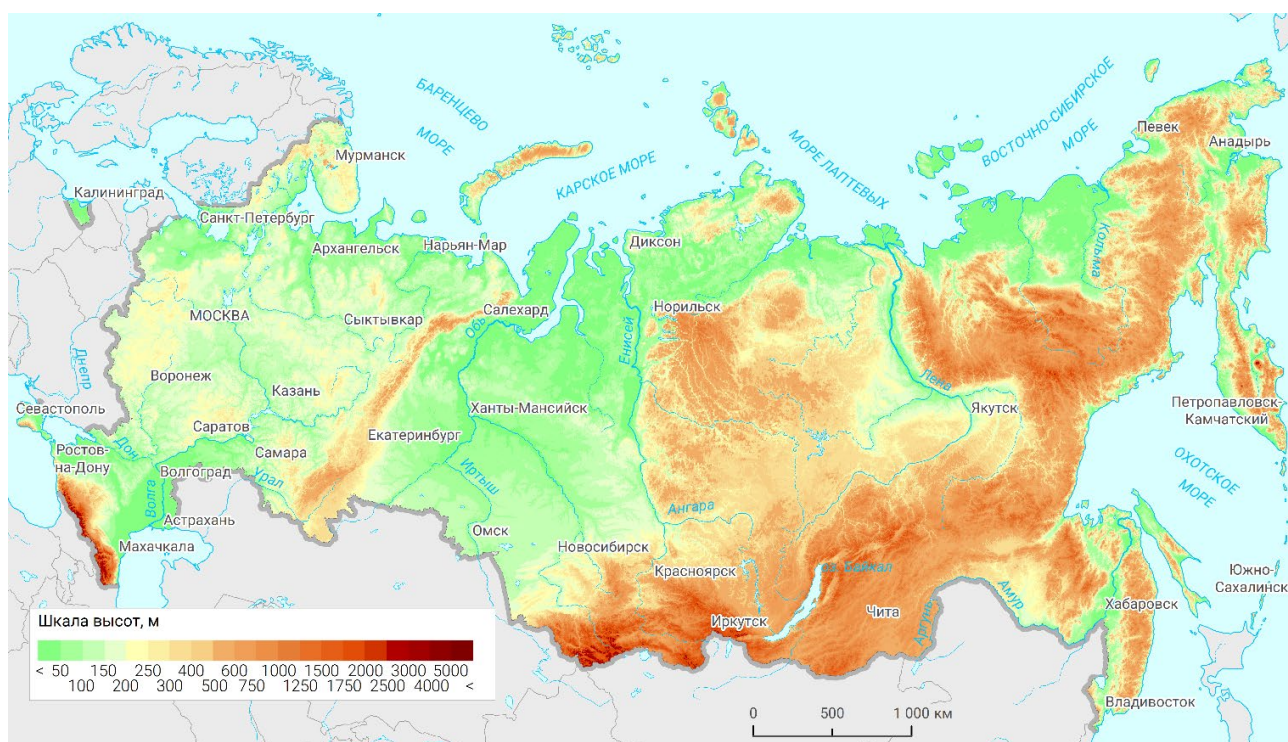 БАРЕНЦЕВО
МОРЕ
КАРСКОЕ МОРЕ
МОРЕ ЛАПТЕВЫХ
ВОСТОЧНО-СИБИРСКОЕ
МОРЕ
Певек
Анадырь
Мурманск
Калининград
Санкт-Петербург
Архангельск
Нарьян-Мар
Диксон
Колыма
Норильск
Салехард
МОСКВА
Сыктывкар
Обь
Енисей
Днепр
Воронеж
Казань
Ханты-Мансийск
Лена
Якутск
Петропавловск-
Камчатский
Севастополь
Саратов
Екатеринбург
Ростов-
на-Дону
Дон
Самара
Волгоград
Урал
Иртыш
ОХОТСКОЕ
МОРЕ
Волга
Астрахань
Ангара
Омск
Махачкала
Новосибирск
Красноярск
оз. Байкал
Южно-
Сахалинск
Иркутск
Чита
Аргунь
Амур
Хабаровск
Владивосток
Шкала высот, м
< 50 150 250 400 600 1000 1500 2000 3000 5000
100 200 300 500 750 1250 1750 2500 4000 <
0 500 1 000 км